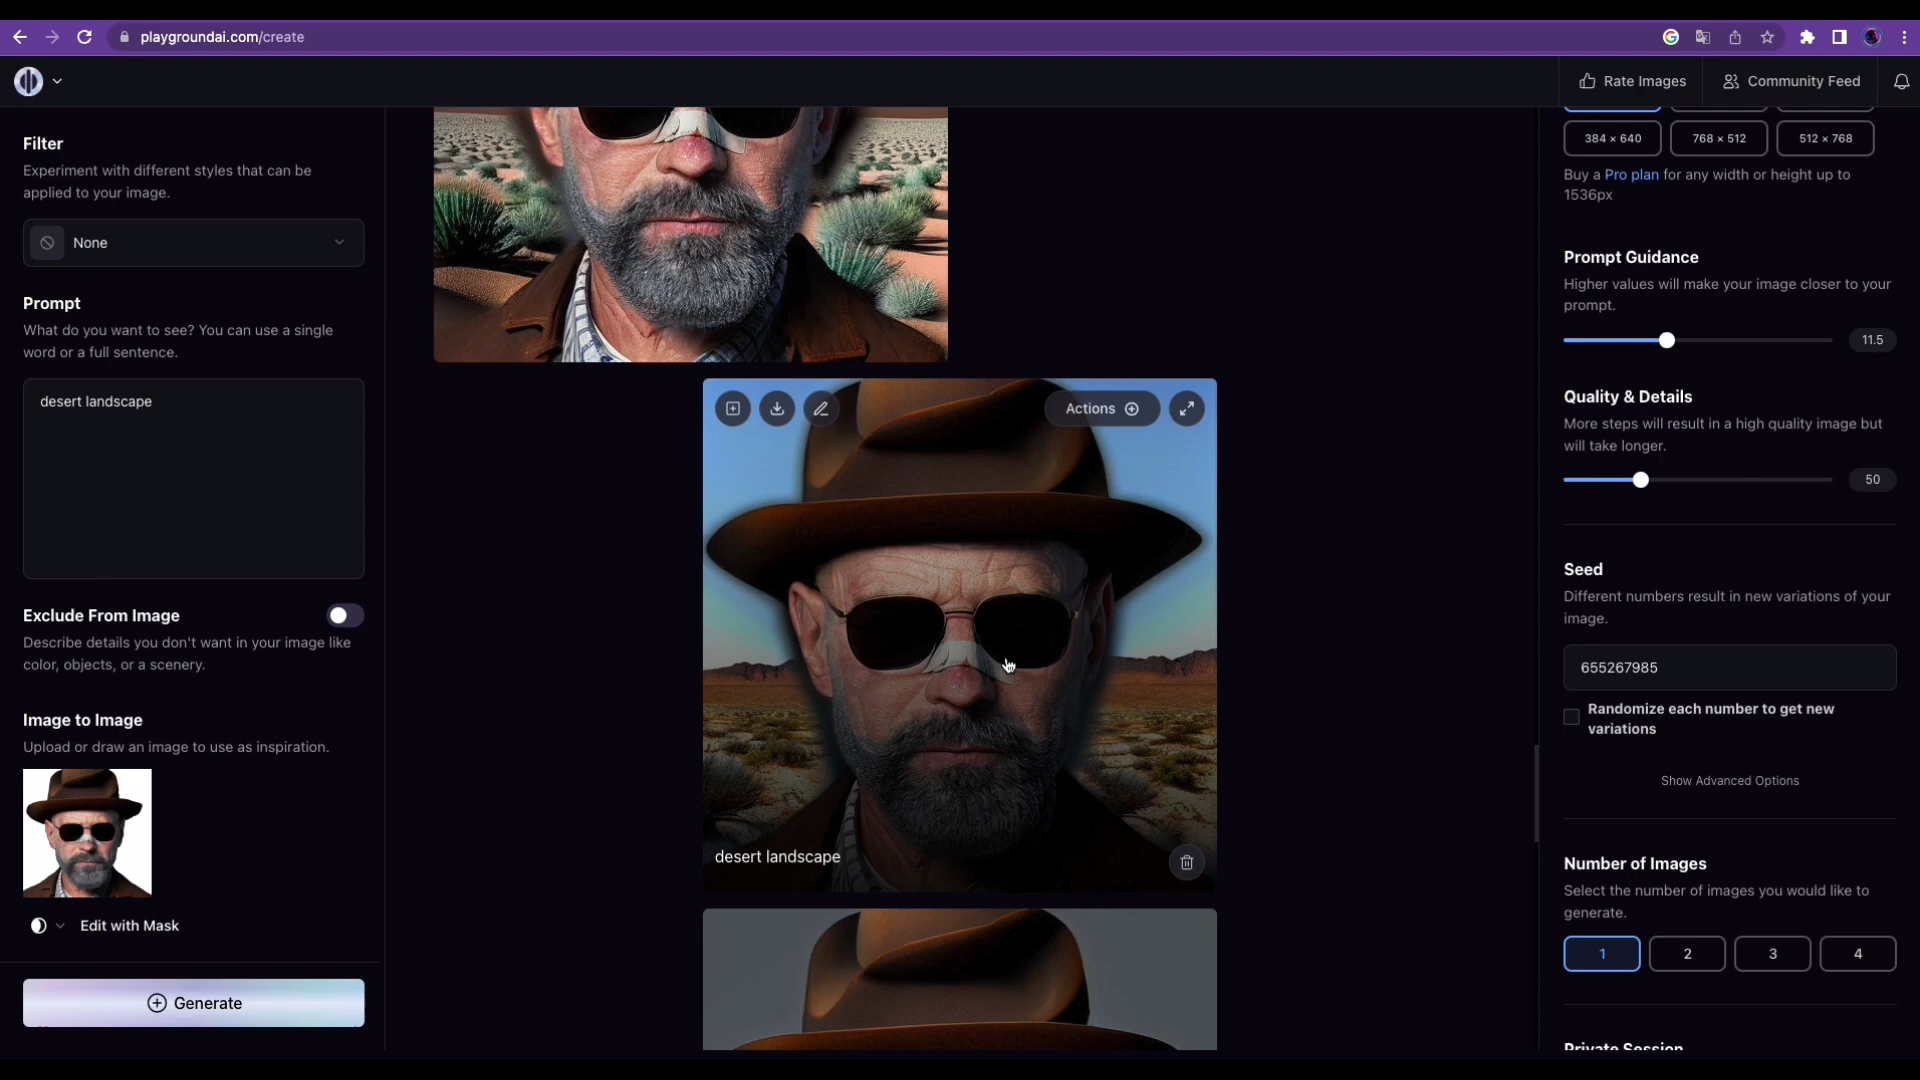 playgroundai.com/create
Rate Images
Community Feed
Filter
Experiment with different styles that can be
applied to your image.
None
Prompt
What do you want to see? You can use a single
word or a full sentence.
desert landscape
Exclude From Image
Describe details you don't want in your image like
color, objects, or a scenery.
Image to Image
Upload or draw an image to use as inspiration.
Edit with Mask
Generate
Actions
desert landscape
384 × 640
768 × 512
512 × 768
Buy a Pro plan for any width or height up to
1536px
Prompt Guidance
Higher values will make your image closer to your
prompt.
11.5
Quality & Details
More steps will result in a high quality image but
will take longer.
50
Seed
Different numbers result in new variations of your
image.
655267985
Randomize each number to get new
variations
Show Advanced Options
Number of Images
Select the number of images you would like to
generate.
1
2
3
4
Private Session